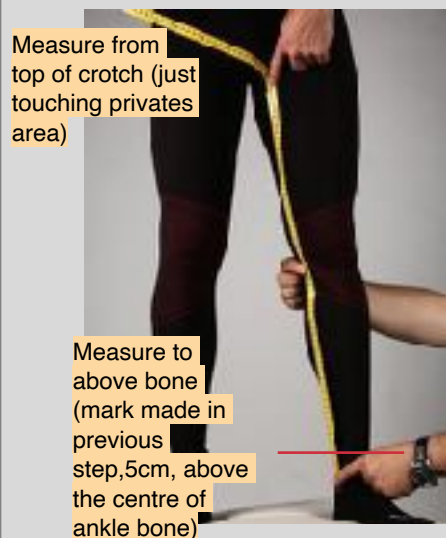 Measure from
top of crotch (just
touching privates
area)
Measure to
above bone
(mark made in
previous
step,5cm, above
the centre of
ankle bone)